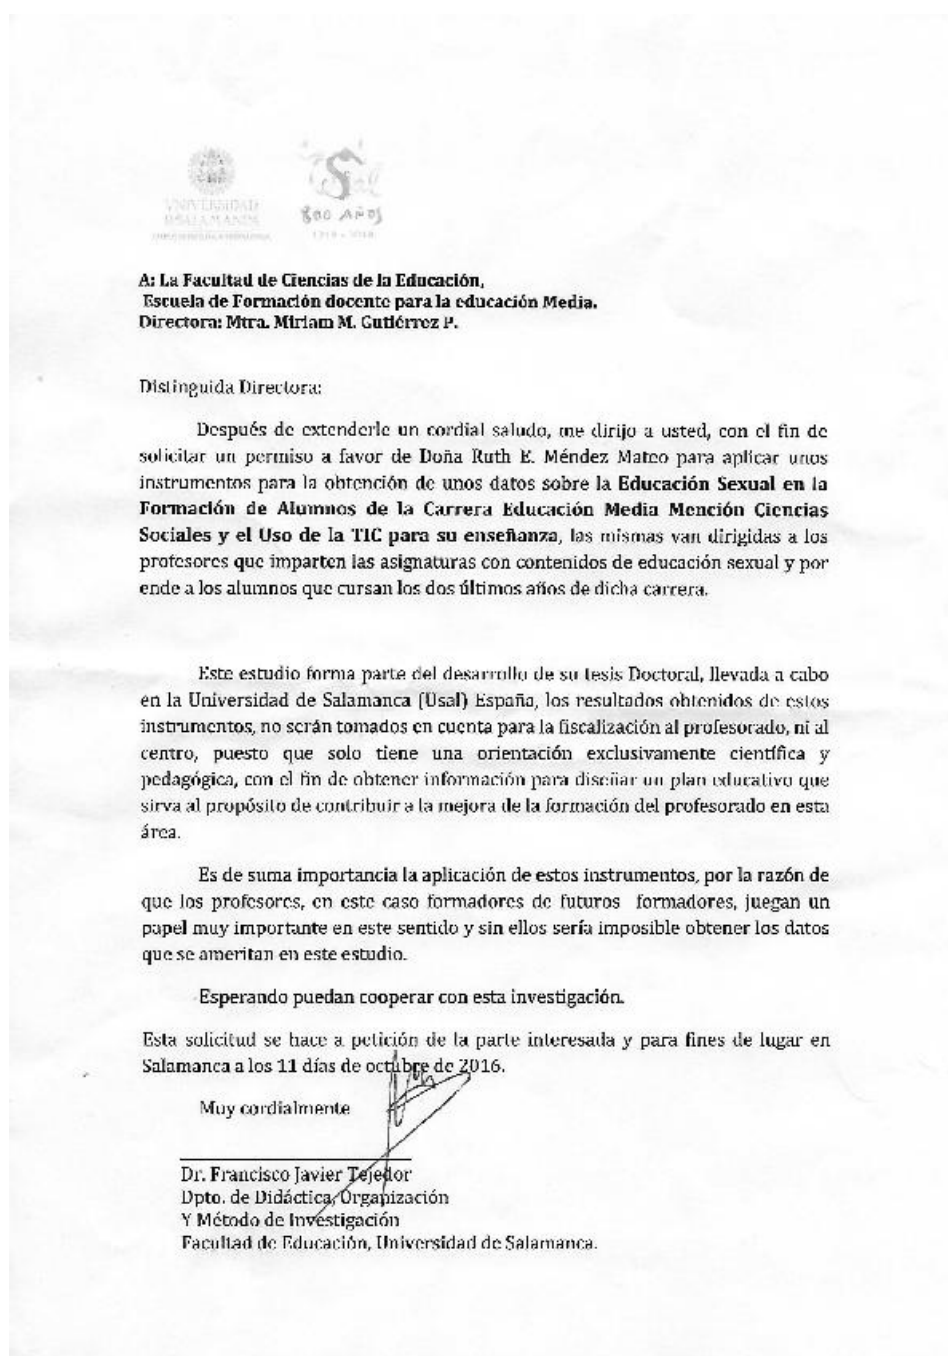 UNIVERSIDAD
D SALAMANCA
800 AÑOS
1218 - 2018
A: La Facultad de Ciencias de la Educación,
Escuela de Formación docente para la educación Media.
Directora: Mtra. Miriam M. Gutiérrez P.
Distinguida Directora:
Después de extenderle un cordial saludo, me dirijo a usted, con el fin de
solicitar un permiso a favor de Doña Ruth E. Méndez Mateo para aplicar unos
instrumentos para la obtención de unos datos sobre la Educación Sexual en la
Formación de Alumnos de la Carrera Educación Media Mención Ciencias
Sociales y el Uso de la TIC para su enseñanza, las mismas van dirigidas a los
profesores que imparten las asignaturas con contenidos de educación sexual y por
ende a los alumnos que cursan los dos últimos años de dicha carrera.
Este estudio forma parte del desarrollo de su tesis Doctoral, llevada a cabo
en la Universidad de Salamanca (Usal) España, los resultados obtenidos de estos
instrumentos, no serán tomados en cuenta para la fiscalización al profesorado, ni al
centro, puesto que solo tiene una orientación exclusivamente científica y
pedagógica, con el fin de obtener información para diseñar un plan educativo que
sirva al propósito de contribuir a la mejora de la formación del profesorado en esta
área.
Es de suma importancia la aplicación de estos instrumentos, por la razón de
que los profesores, en este caso formadores de futuros formadores, juegan un
papel muy importante en este sentido y sin ellos sería imposible obtener los datos
que se ameritan en este estudio.
Esperando puedan cooperar con esta investigación.
Esta solicitud se hace a petición de la parte interesada y para fines de lugar en
Salamanca a los 11 días de octubre de 2016.
Muy cordialmente
Dr. Francisco Javier Tejedor
Dpto. de Didáctica, Organización
Y Método de Investigación
Facultad de Educación, Universidad de Salamanca.